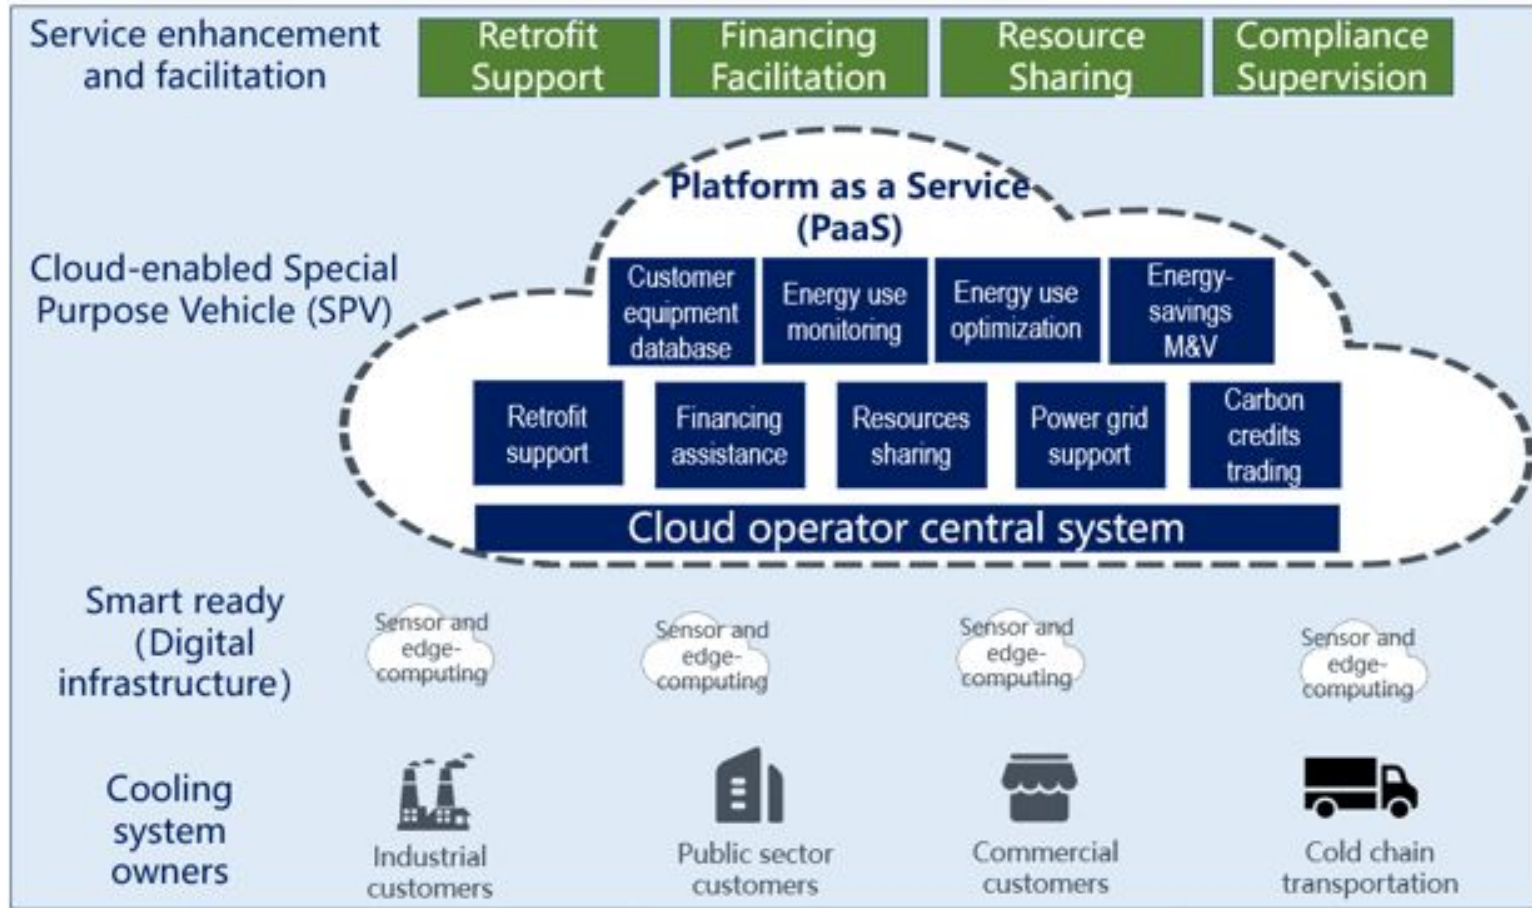 Service enhancement
and facilitation
Retrofit
Support
Financing
Facilitation
Resource
Sharing
Compliance
Supervision
Cloud-enabled Special
Purpose Vehicle (SPV)
Platform as a Service
(PaaS)
Customer
equipment
database
Energy use
monitoring
Energy use
optimization
Energy-
savings
M&V
Retrofit
support
Financing
assistance
Resources
sharing
Power grid
support
Carbon
credits
trading
Cloud operator central system
Smart ready
(Digital
infrastructure)
Sensor and
edge-
computing
Sensor and
edge-
computing
Sensor and
edge-
computing
Sensor and
edge-
computing
Cooling
system
owners
Industrial
customers
Public sector
customers
Commercial
customers
Cold chain
transportation